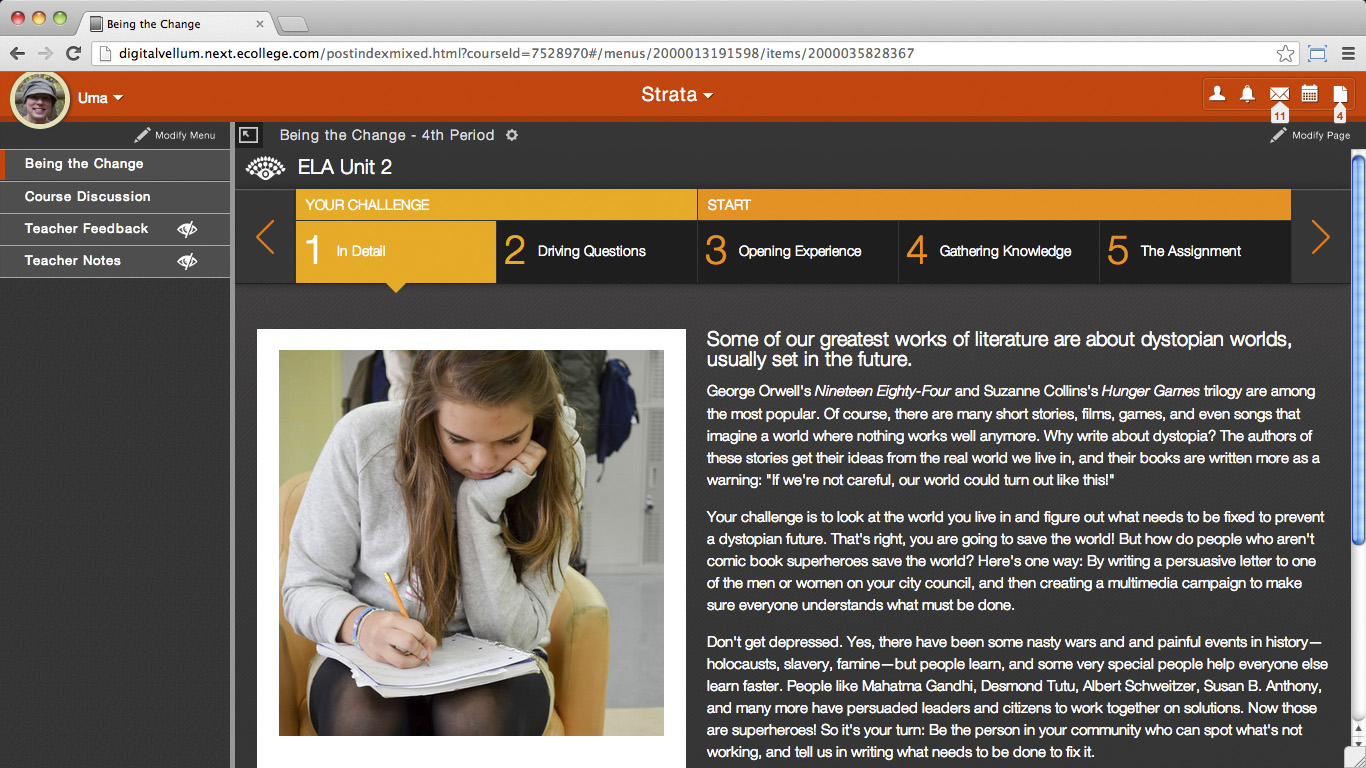 Being the Change
digitalvellum.next.ecollege.com/postindexmixed.html?courseId=7528970#/menus/2000013191598/items/2000035828367
Uma
Strata
11
4
Modify Menu
Being the Change - 4th Period
Modify Page
Being the Change
Course Discussion
Teacher Feedback
Teacher Notes
ELA Unit 2
YOUR CHALLENGE
START
1 In Detail
2 Driving Questions
3 Opening Experience
4 Gathering Knowledge
5 The Assignment
Some of our greatest works of literature are about dystopian worlds,
usually set in the future.
George Orwell's Nineteen Eighty-Four and Suzanne Collins's Hunger Games trilogy are among
the most popular. Of course, there are many short stories, films, games, and even songs that
imagine a world where nothing works well anymore. Why write about dystopia? The authors of
these stories get their ideas from the real world we live in, and their books are written more as a
warning: "If we're not careful, our world could turn out like this!"
Your challenge is to look at the world you live in and figure out what needs to be fixed to prevent
a dystopian future. That's right, you are going to save the world! But how do people who aren't
comic book superheroes save the world? Here's one way: By writing a persuasive letter to one
of the men or women on your city council, and then creating a multimedia campaign to make
sure everyone understands what must be done.
Don't get depressed. Yes, there have been some nasty wars and and painful events in history—
holocausts, slavery, famine—but people learn, and some very special people help everyone else
learn faster. People like Mahatma Gandhi, Desmond Tutu, Albert Schweitzer, Susan B. Anthony,
and many more have persuaded leaders and citizens to work together on solutions. Now those
are superheroes! So it's your turn: Be the person in your community who can spot what's not
working, and tell us in writing what needs to be done to fix it.